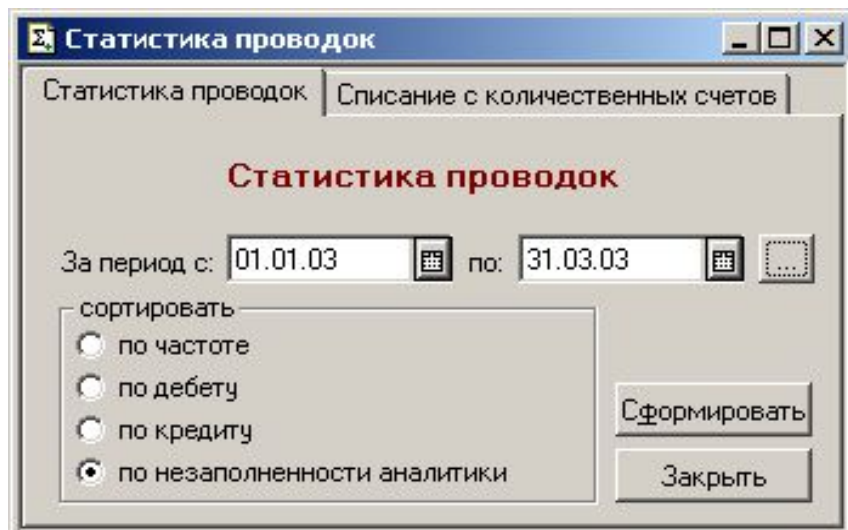 Статистика проводок
Статистика проводок Списание с количественных счетов
Статистика проводок
За период с: 01.01.03 по: 31.03.03 ...
сортировать
по частоте
по дебету
по кредиту
по незаполненности аналитики
Сформировать
Закрыть